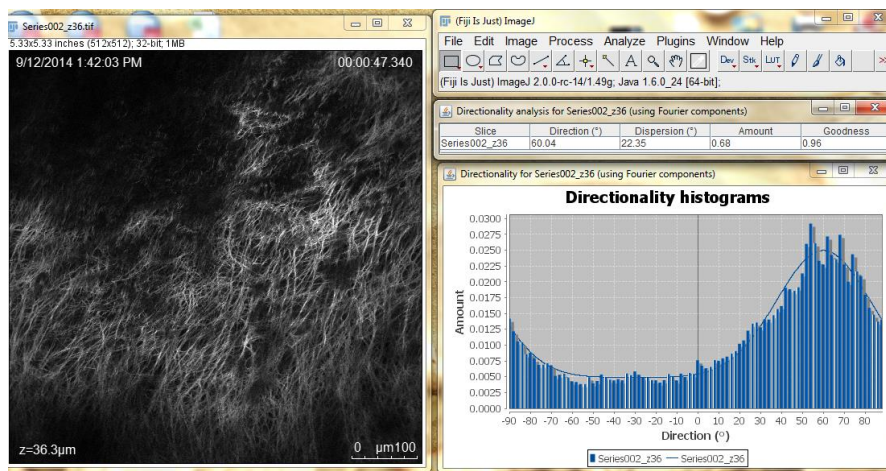 Series002_z36.tif
5.33x5.33 inches (512x512); 32-bit; 1MB
9/12/2014 1:42:03 PM 00:00:47.340
z=36.3µm
0 µm100
(Fiji Is Just) ImageJ
File Edit Image Process Analyze Plugins Window Help
A Dev Stk LUT >>
(Fiji Is Just) ImageJ 2.0.0-rc-14/1.49g; Java 1.6.0_24 [64-bit];
Directionality analysis for Series002_z36 (using Fourier components)
Slice Direction (°) Dispersion (°) Amount Goodness
Series002_z36 60.04 22.35 0.68 0.96
Directionality for Series002_z36 (using Fourier components)
Directionality histograms
0.0300
0.0275
0.0250
0.0225
0.0200
0.0175
0.0150
0.0125
0.0100
0.0075
0.0050
0.0025
0.0000
Amount
-90 -80 -70 -60 -50 -40 -30 -20 -10 0 10 20 30 40 50 60 70 80
Direction (°)
Series002_z36 Series002_z36